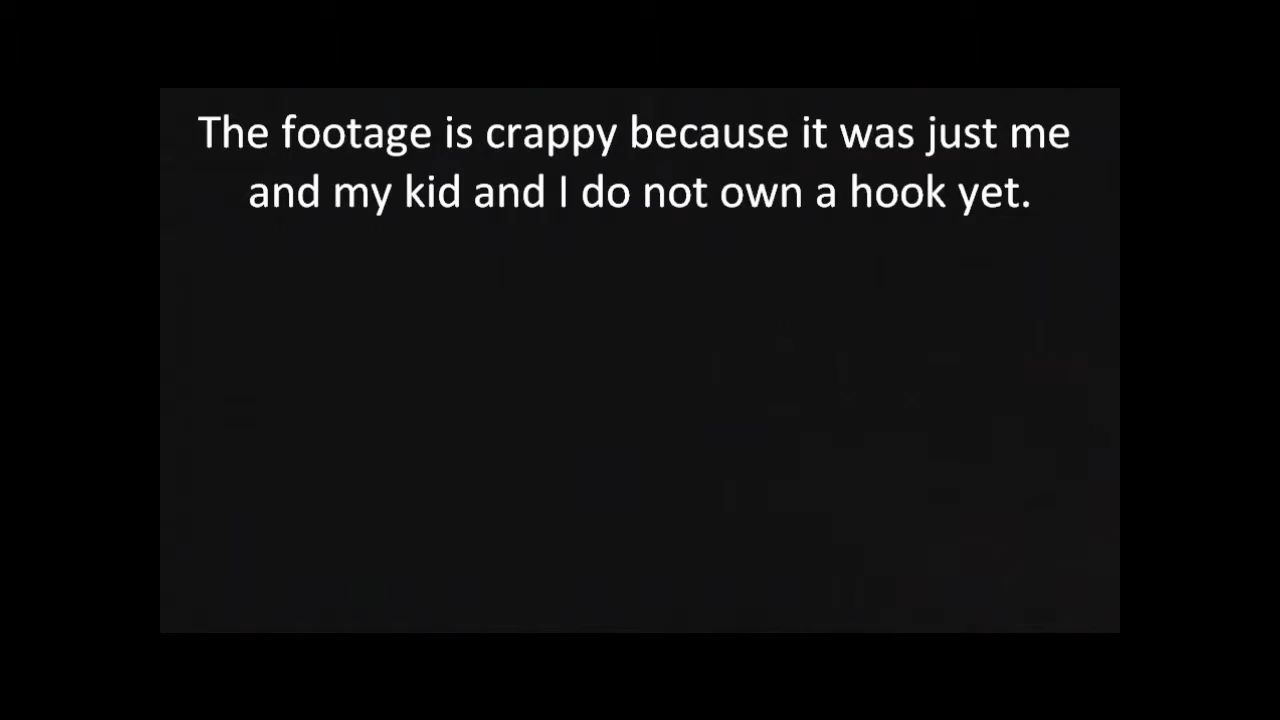 The footage is crappy because it was just me
and my kid and I do not own a hook yet.